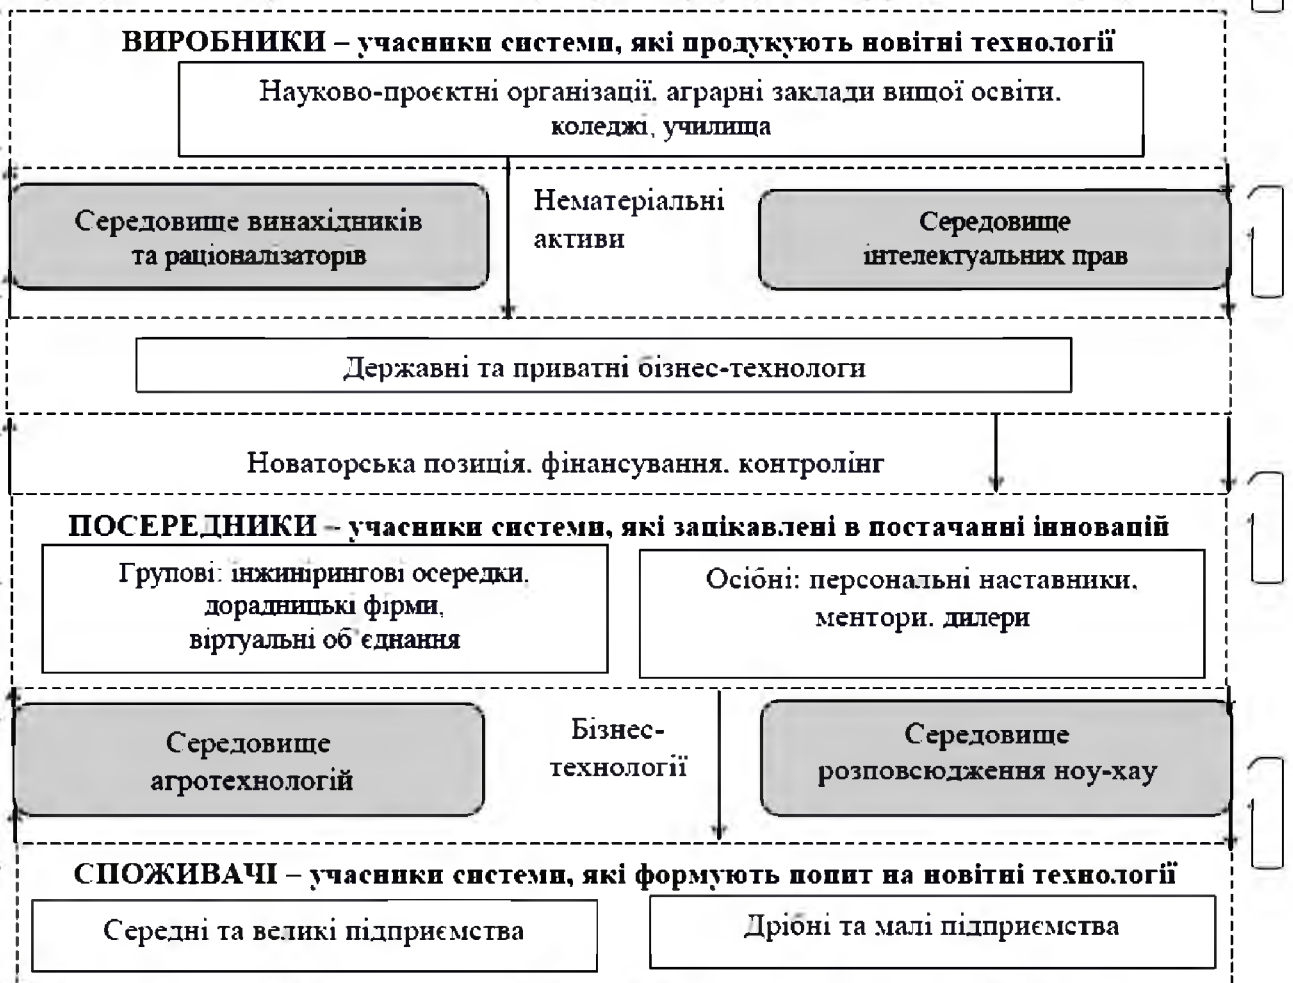 ВИРОБНИКИ – учасники системи, які продукують новітні технології
Науково-проєктні організації, аграрні заклади вищої освіти,
коледжі, училища
Середовище винахідників
та раціоналізаторів
Нематеріальні
активи
Середовище
інтелектуальних прав
Державні та приватні бізнес-технологи
Новаторська позиція, фінансування, контролінг
ПОСЕРЕДНИКИ – учасники системи, які зацікавлені в постачанні інновацій
Групові: інжинірингові осередки,
дорадницькі фірми,
віртуальні об'єднання
Осібні: персональні наставники,
ментори, дилери
Середовище
агротехнологій
Бізнес-
технології
Середовище
розповсюдження ноу-хау
СПОЖИВАЧІ – учасники системи, які формують попит на новітні технології
Середні та великі підприємства
Дрібні та малі підприємства